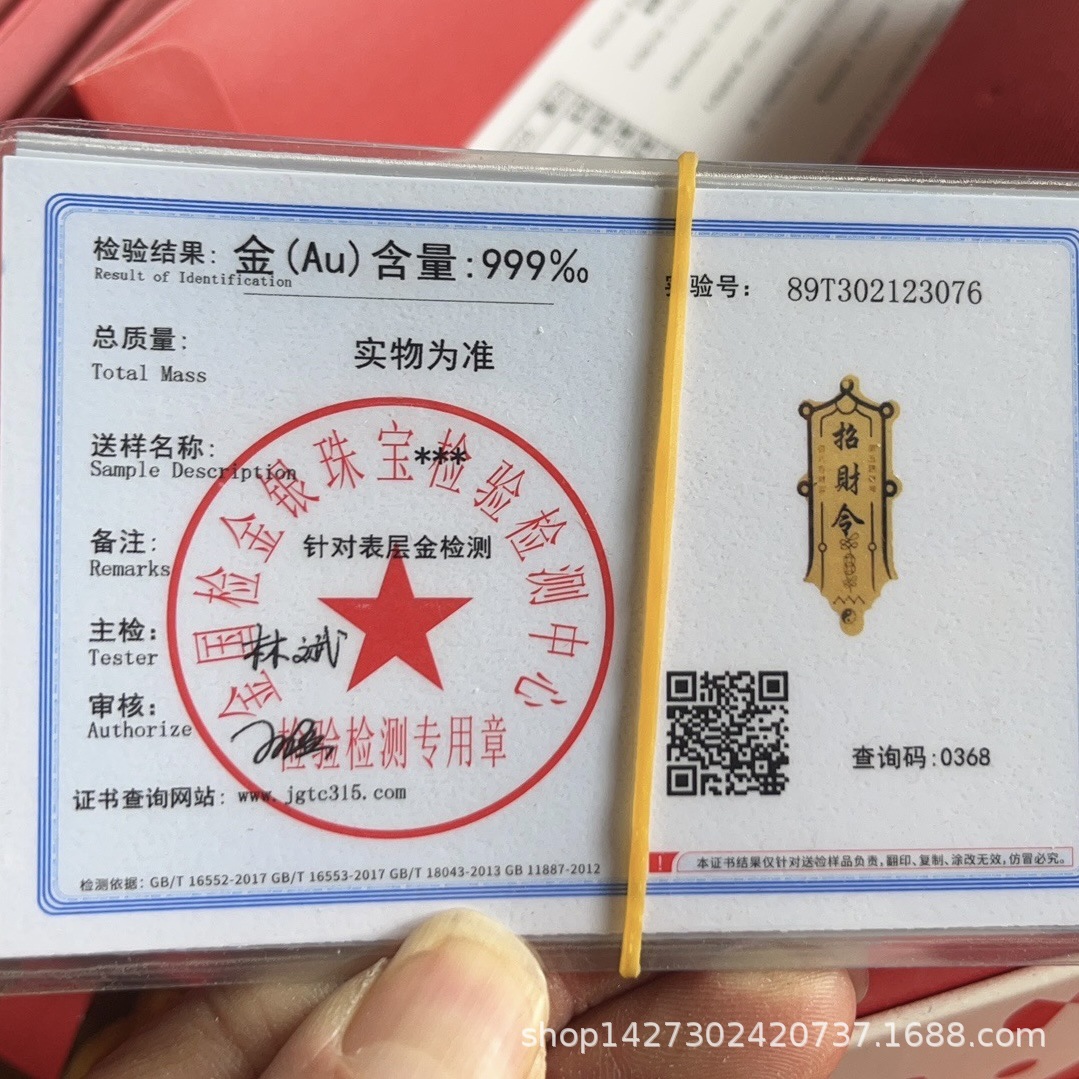 检验结果: 金(Au)含量:999‰
Result of Identification
总质量: 实物为准
Total Mass
送样名称: ***
Sample Description
备注: 针对表层金检测
Remarks
主检: 林斌
Tester
审核:
Authorize
证书查询网站: www.jgtc315.com
检测依据: GB/T 16552-2017 GB/T 16553-2017 GB/T 18043-2013 GB 11887-2012
金国检金银珠宝检验检测中心
检验检测专用章
验号: 89T302123076
招財令
查询码:0368
! 本证书结果仅针对送验样品负责,翻印、复制、涂改无效,仿冒必究。
shop1427302420737.1688.com